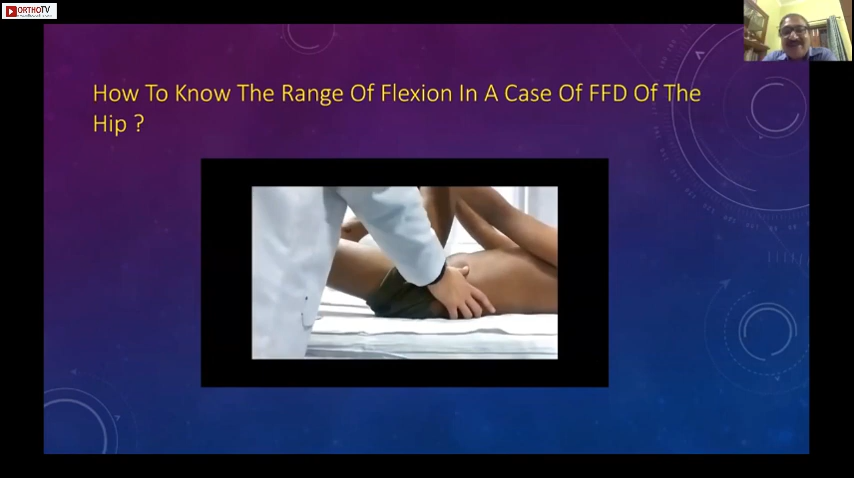 ORTHOTV
How To Know The Range Of Flexion In A Case Of FFD Of The
Hip ?